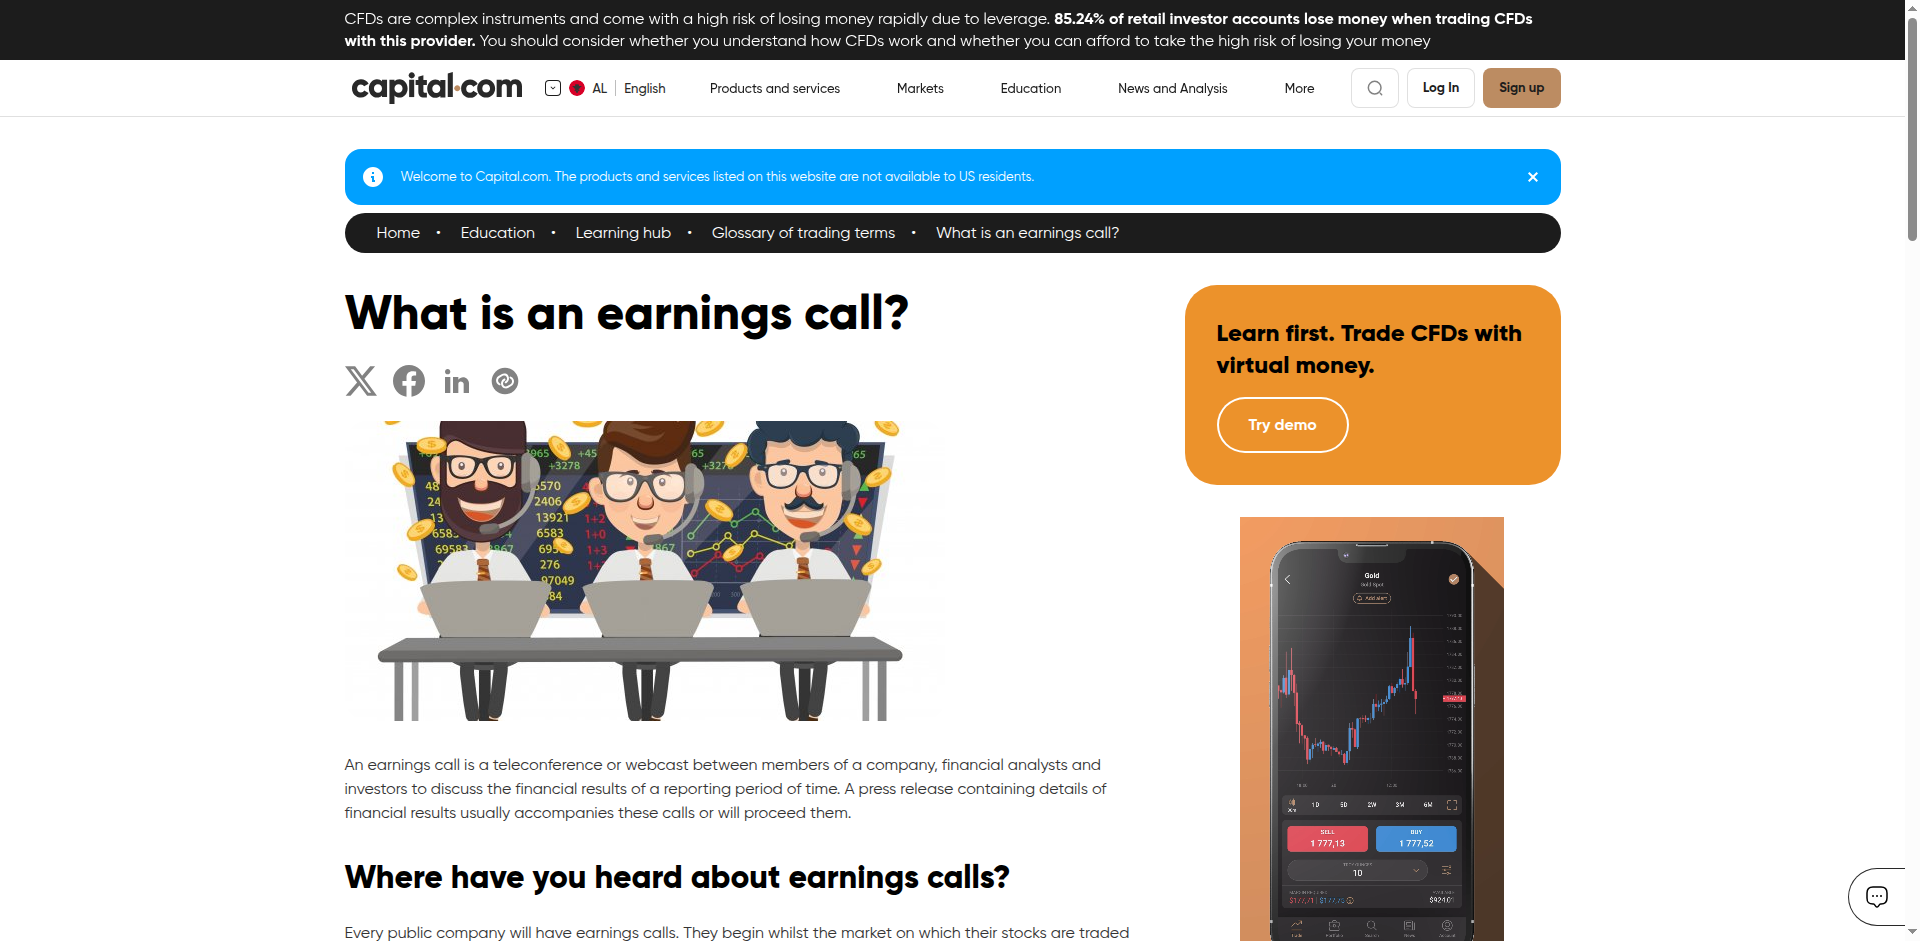 CFDs are complex instruments and come with a high risk of losing money rapidly due to leverage. 85.24% of retail investor accounts lose money when trading CFDs
with this provider. You should consider whether you understand how CFDs work and whether you can afford to take the high risk of losing your money
capital.com
AL English
Products and services
Markets
Education
News and Analysis
More
Log In
Sign up
Welcome to Capital.com. The products and services listed on this website are not available to US residents.
Home • Education • Learning hub • Glossary of trading terms • What is an earnings call?
What is an earnings call?
An earnings call is a teleconference or webcast between members of a company, financial analysts and
investors to discuss the financial results of a reporting period of time. A press release containing details of
financial results usually accompanies these calls or will proceed them.
Where have you heard about earnings calls?
Every public company will have earnings calls. They begin whilst the market on which their stocks are traded
Learn first. Trade CFDs with
virtual money.
Try demo
Gold
Gold Spot
Add alert
1D 5D 2W 3M 6M
SELL
1 777,13
BUY
1 777,52
10
$177,71 $177,75
$924.01